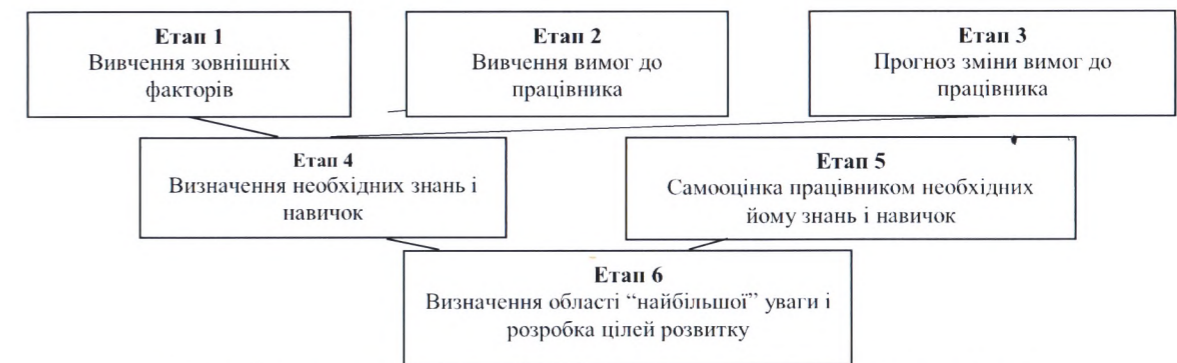 Етап 1
Вивчення зовнішніх
факторів
Етап 2
Вивчення вимог до
працівника
Етап 3
Прогноз зміни вимог до
працівника
Етап 4
Визначення необхідних знань і
навичок
Етап 5
Самооцінка працівником необхідних
йому знань і навичок
Етап 6
Визначення області “найбільшої” уваги і
розробка цілей розвитку